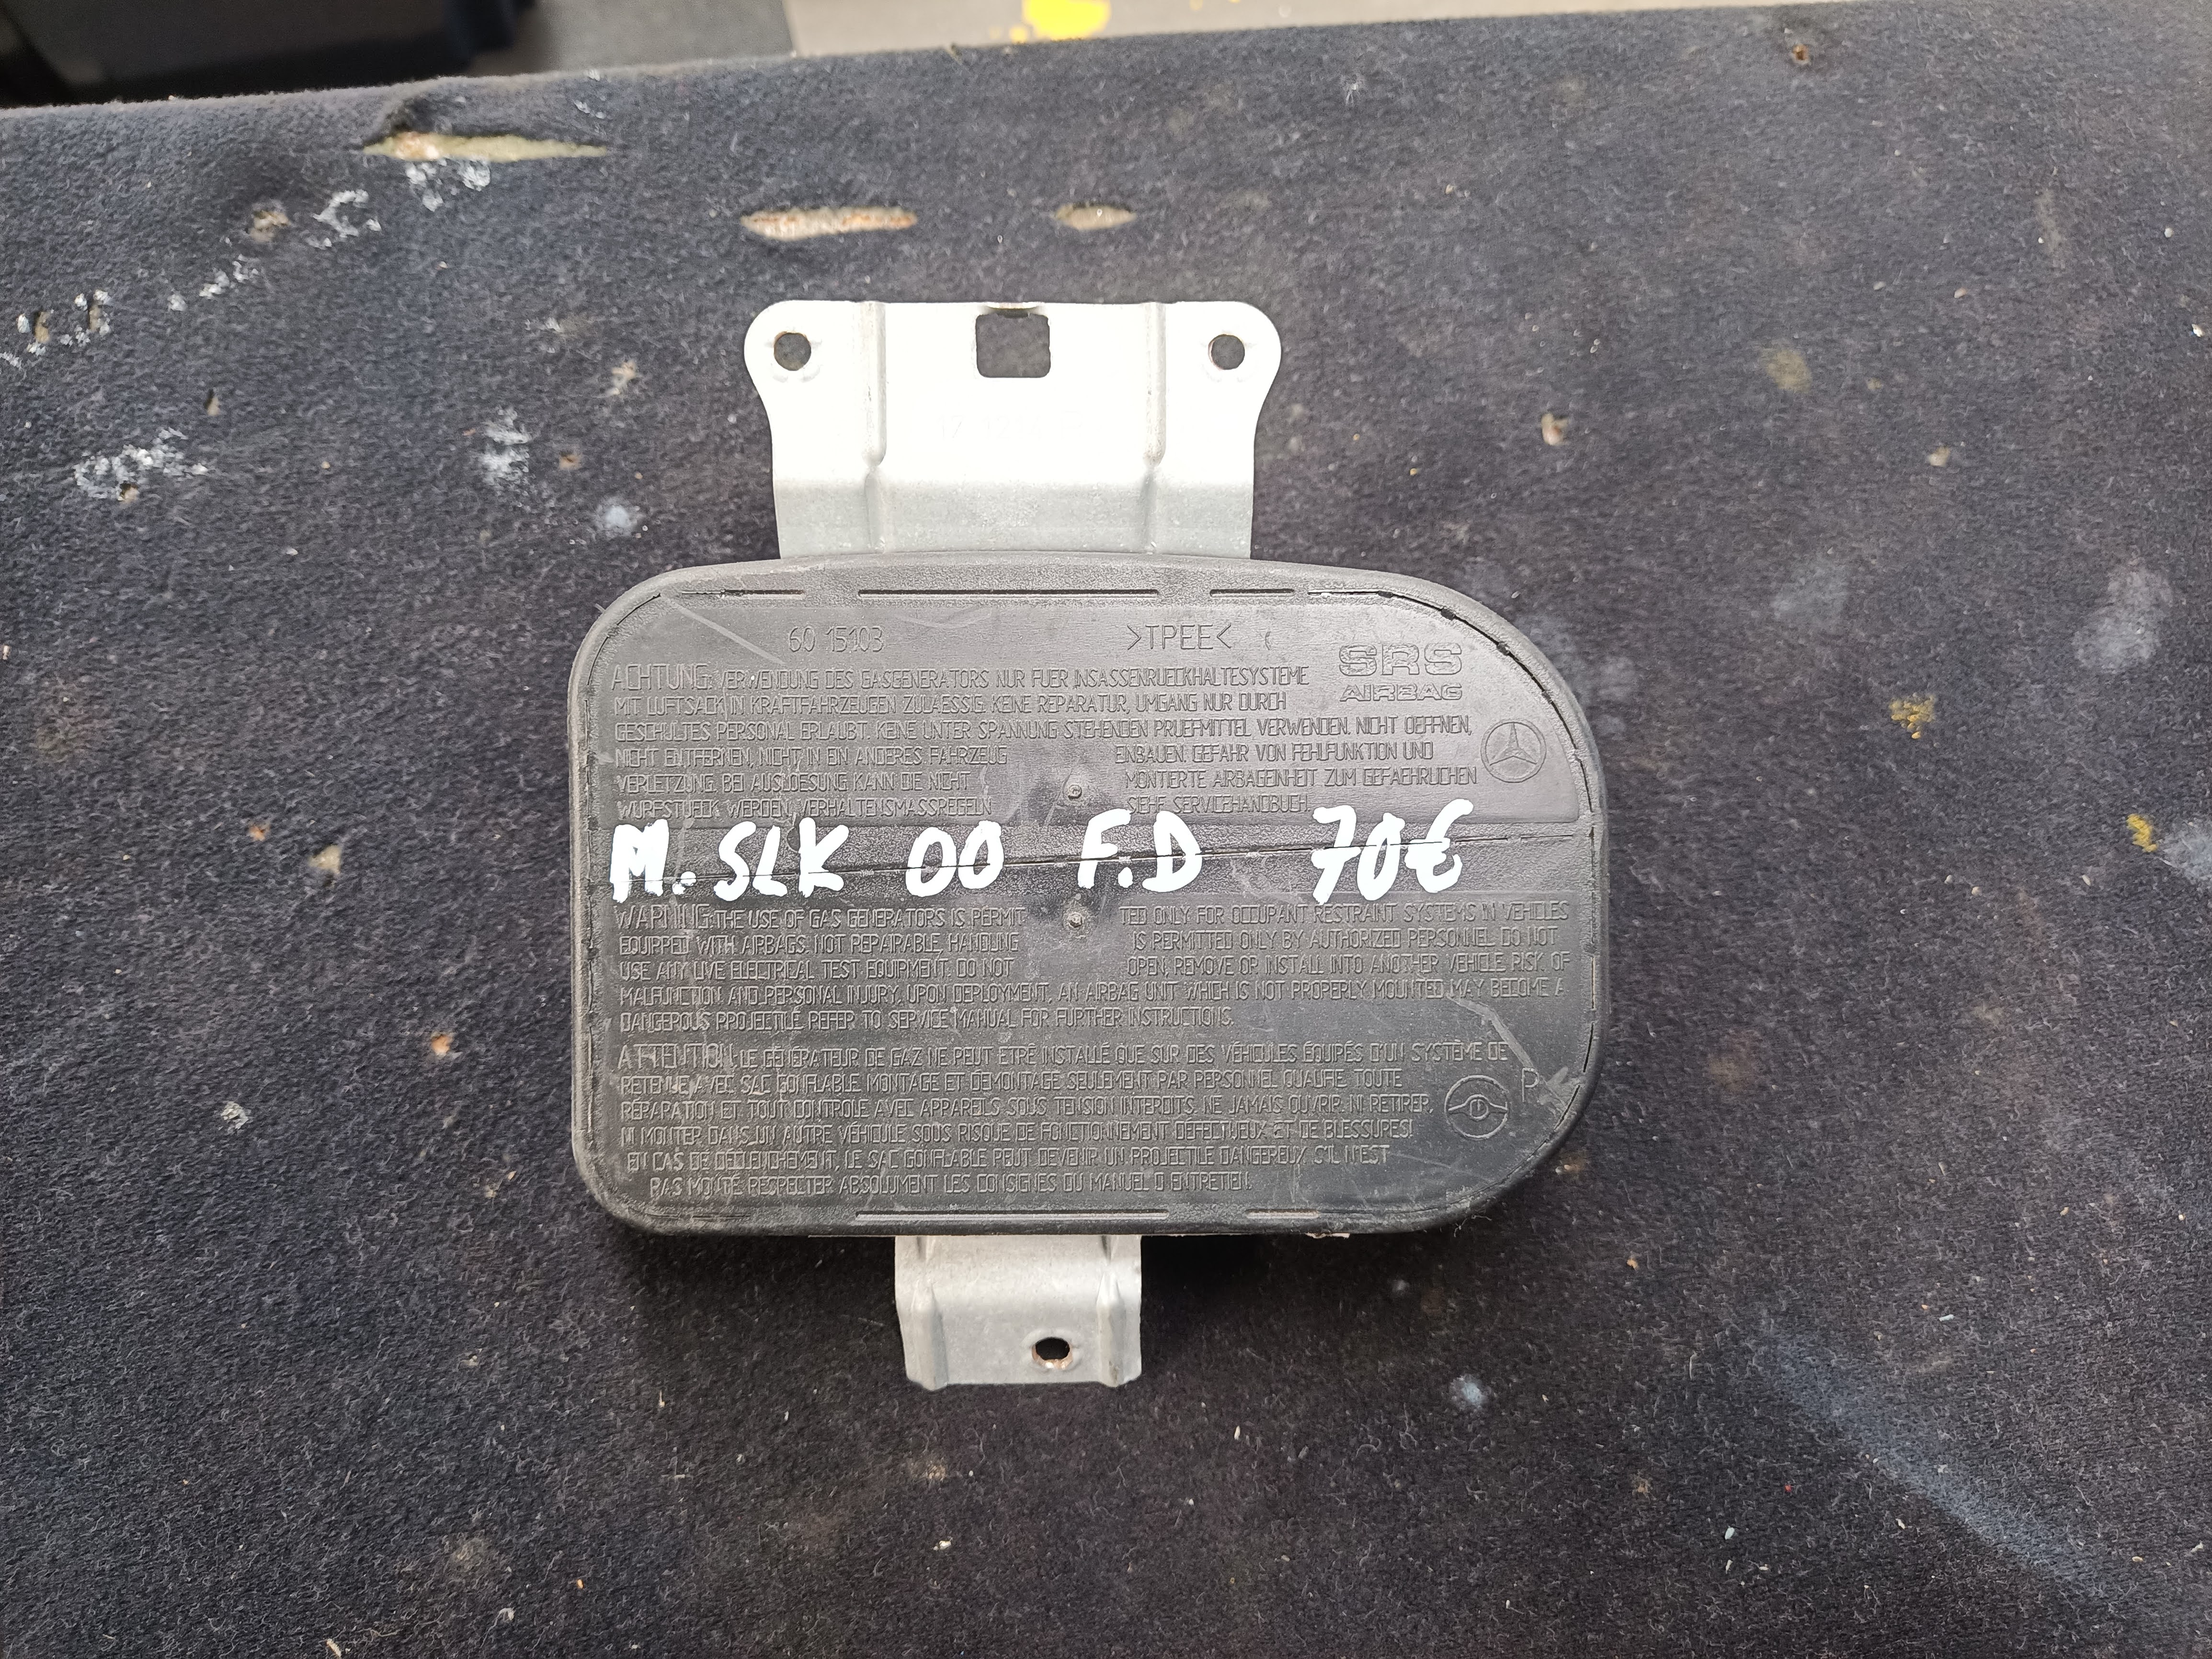 60 15103 >TPEE<
SRS
AIRBAG
ACHTUNG: VERWENDUNG DES GASGENERATORS NUR FUER INSASSENRUECKHALTESYSTEME
MIT LUFTSACK IN KRAFTFAHRZEUGEN ZULAESSIG. KEINE REPARATUR, UMGANG NUR DURCH
GESCHULTES PERSONAL ERLAUBT. KEINE UNTER SPANNUNG STEHENDEN PRUEFMITTEL VERWENDEN. NICHT OEFFNEN,
NICHT ENTFERNEN, NICHT IN EIN ANDERES FAHRZEUG EINBAUEN. GEFAHR VON FEHLFUNKTION UND
VERLETZUNG. BEI AUSLOESUNG KANN DIE NICHT MONTIERTE AIRBAGEINHEIT ZUM GEFAEHRLICHEN
WURFSTUECK WERDEN. VERHALTENSMASSREGELN SIEHE SERVICEHANDBUCH.
M. SLK 00 F.D 70€
WARNING: THE USE OF GAS GENERATORS IS PERMITTED ONLY FOR OCCUPANT RESTRAINT SYSTEMS IN VEHICLES
EQUIPPED WITH AIRBAGS. NOT REPAIRABLE, HANDLING IS PERMITTED ONLY BY AUTHORIZED PERSONNEL. DO NOT
USE ANY LIVE ELECTRICAL TEST EQUIPMENT. DO NOT OPEN, REMOVE OR INSTALL INTO ANOTHER VEHICLE. RISK OF
MALFUNCTION AND PERSONAL INJURY. UPON DEPLOYMENT, AN AIRBAG UNIT WHICH IS NOT PROPERLY MOUNTED MAY BECOME A
DANGEROUS PROJECTILE. REFER TO SERVICE MANUAL FOR FURTHER INSTRUCTIONS.
ATTENTION: LE GÉNÉRATEUR DE GAZ NE PEUT ETRÉ INSTALLÉ QUE SUR DES VÉHICULES ÉQUIPÉS D'UN SYSTÈME DE
RETENUE AVEC SAC GONFLABLE. MONTAGE ET DÉMONTAGE SEULEMENT PAR PERSONNEL QUALIFIÉ. TOUTE
RÉPARATION ET TOUT CONTROLE AVEC APPAREILS SOUS TENSION INTERDITS. NE JAMAIS OUVRIR, NI RETIRER,
NI MONTER DANS UN AUTRE VÉHICULE SOUS RISQUE DE FONCTIONNEMENT DÉFECTUEUX ET DE BLESSURES!
EN CAS DE DÉCLENCHEMENT, LE SAC GONFLABLE PEUT DEVENIR UN PROJECTILE DANGEREUX S'IL N'EST
PAS MONTÉ. RESPECTER ABSOLUMENT LES CONSIGNES DU MANUEL D'ENTRETIEN.
P